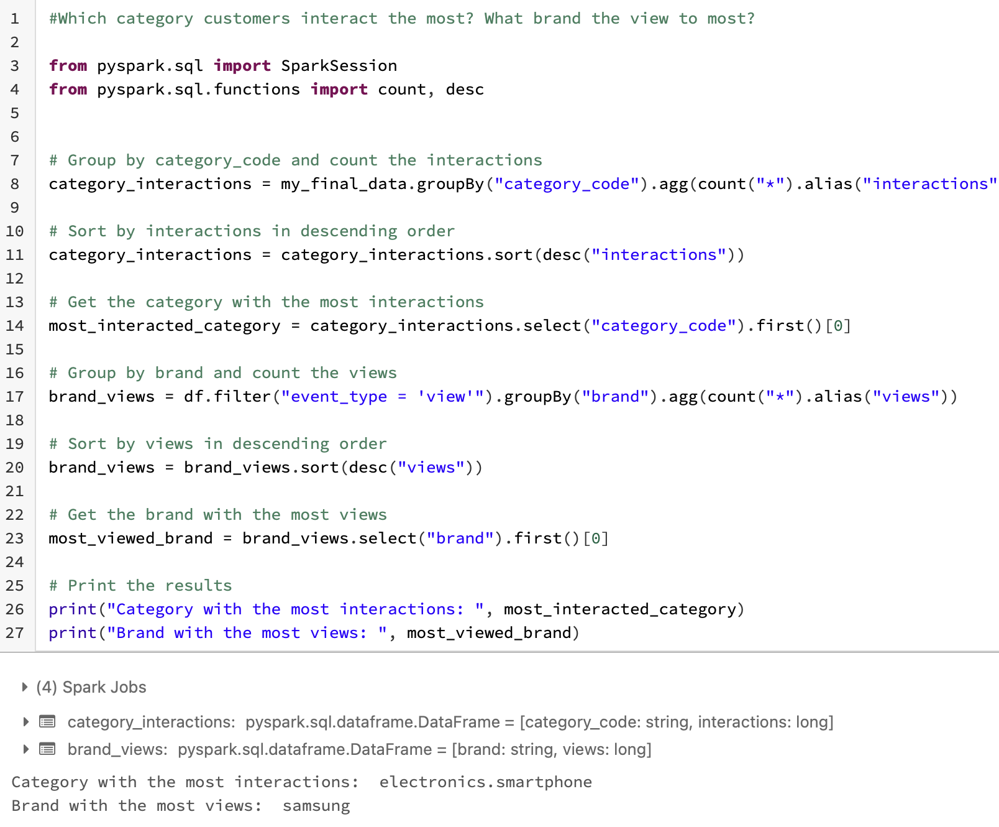 1 #Which category customers interact the most? What brand the view to most?
2
3 from pyspark.sql import SparkSession
4 from pyspark.sql.functions import count, desc
5
6
7 # Group by category_code and count the interactions
8 category_interactions = my_final_data.groupBy("category_code").agg(count("*").alias("interactions"
9
10 # Sort by interactions in descending order
11 category_interactions = category_interactions.sort(desc("interactions"))
12
13 # Get the category with the most interactions
14 most_interacted_category = category_interactions.select("category_code").first()[0]
15
16 # Group by brand and count the views
17 brand_views = df.filter("event_type = 'view'").groupBy("brand").agg(count("*").alias("views"))
18
19 # Sort by views in descending order
20 brand_views = brand_views.sort(desc("views"))
21
22 # Get the brand with the most views
23 most_viewed_brand = brand_views.select("brand").first()[0]
24
25 # Print the results
26 print("Category with the most interactions: ", most_interacted_category)
27 print("Brand with the most views: ", most_viewed_brand)
(4) Spark Jobs
category_interactions: pyspark.sql.dataframe.DataFrame = [category_code: string, interactions: long]
brand_views: pyspark.sql.dataframe.DataFrame = [brand: string, views: long]
Category with the most interactions:  electronics.smartphone
Brand with the most views:  samsung